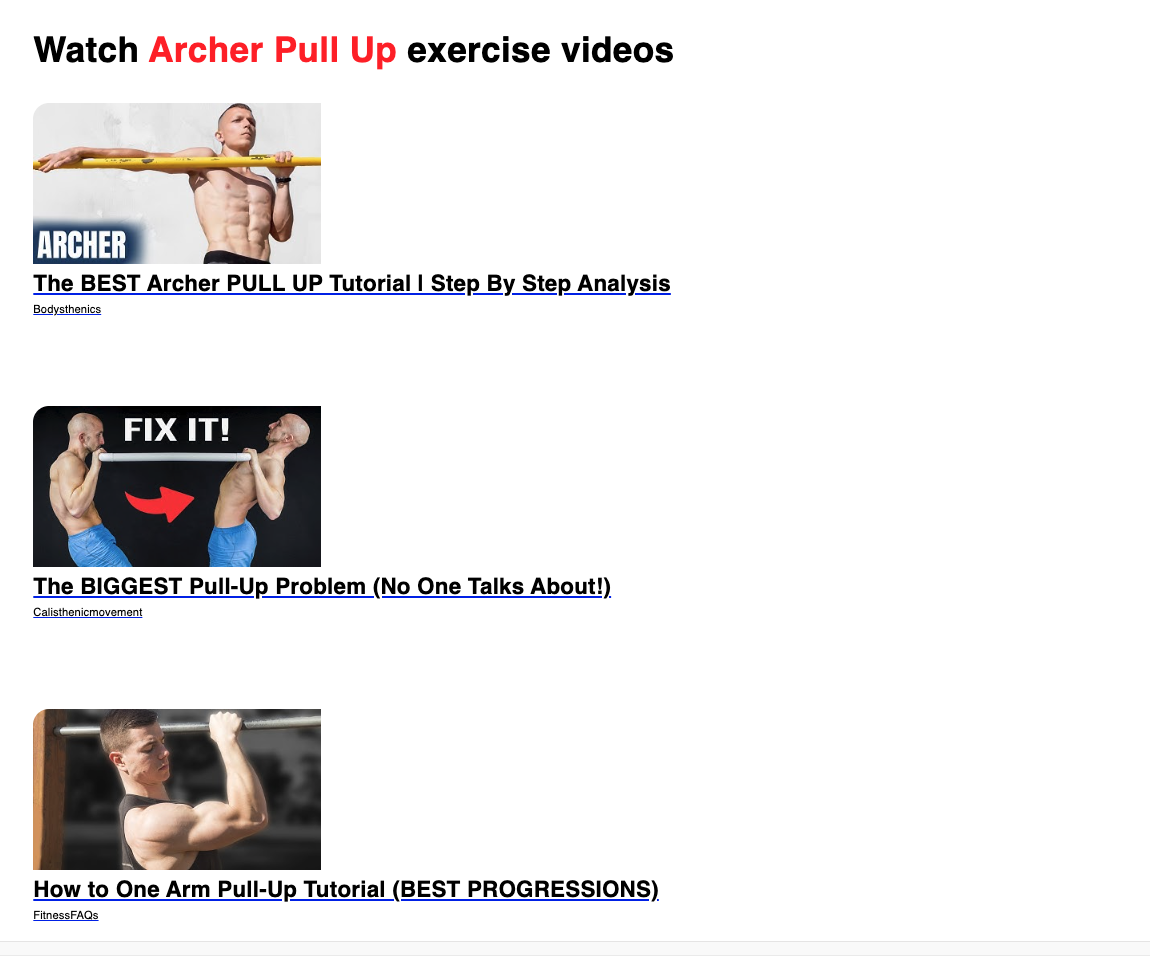 Watch Archer Pull Up exercise videos
ARCHER
The BEST Archer PULL UP Tutorial | Step By Step Analysis
Bodysthenics
FIX IT!
The BIGGEST Pull-Up Problem (No One Talks About!)
Calisthenicmovement
How to One Arm Pull-Up Tutorial (BEST PROGRESSIONS)
FitnessFAQs